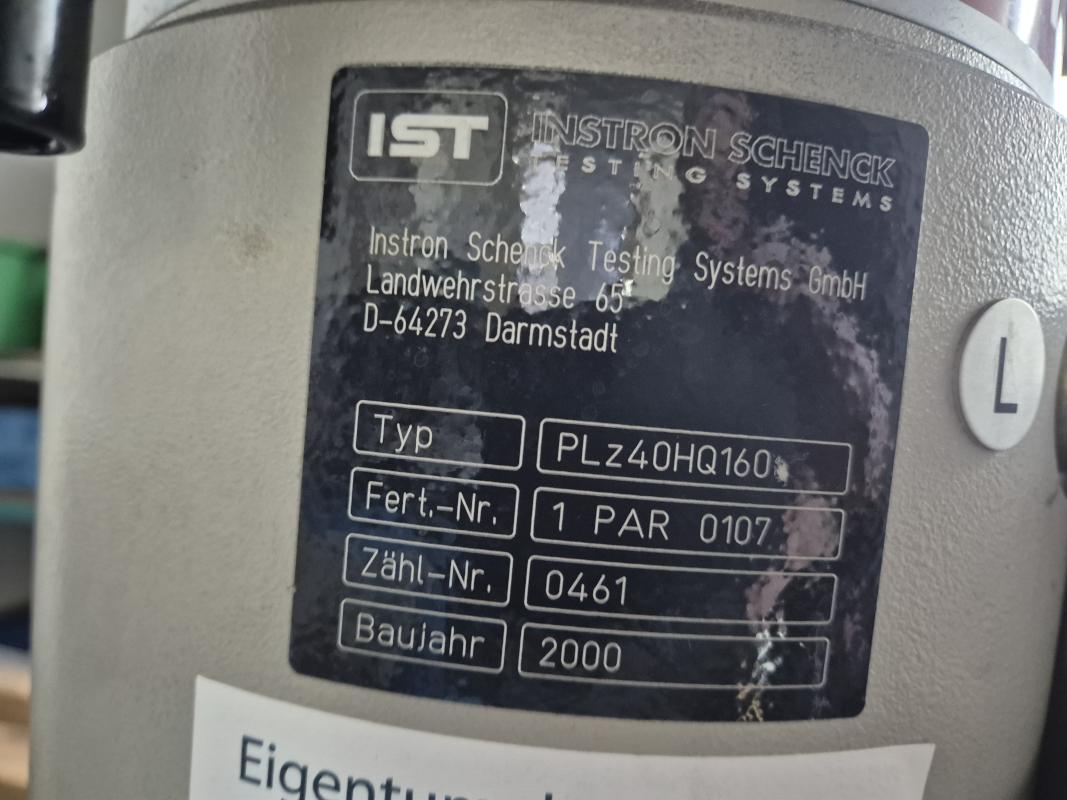 IST INSTRON SCHENCK
TESTING SYSTEMS
Instron Schenck Testing Systems GmbH
Landwehrstrasse 65
D-64273 Darmstadt
Typ PLz40HQ160
Fert.-Nr. 1 PAR 0107
Zähl-Nr. 0461
Baujahr 2000
L